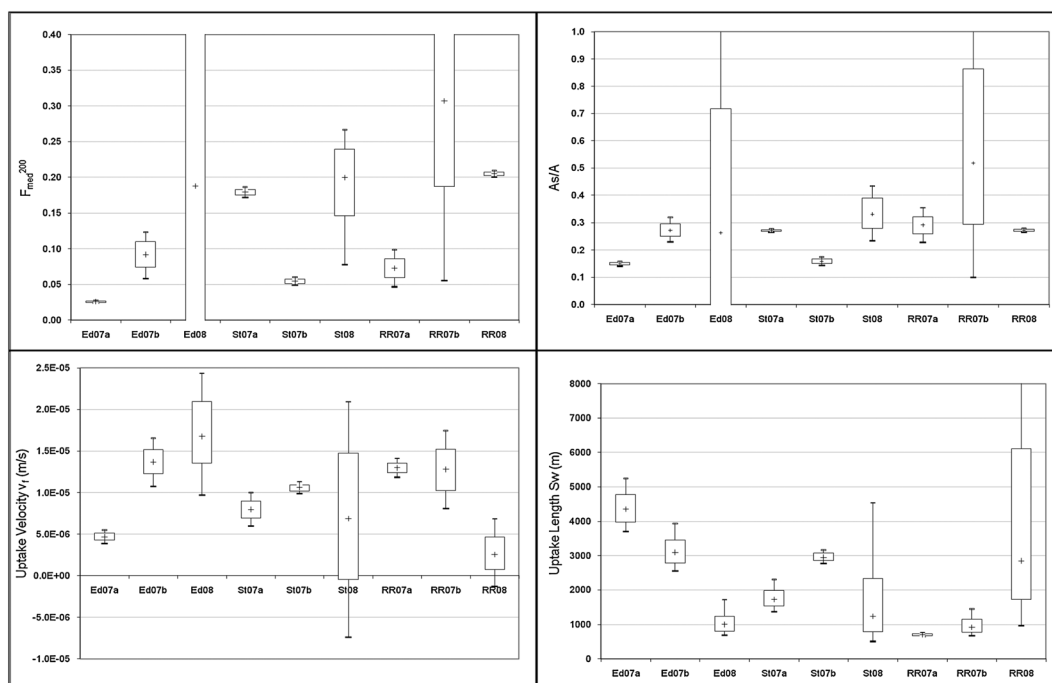 0.40
0.35
0.30
0.25
0.20
0.15
0.10
0.05
0.00
F_med^200
Ed07a Ed07b Ed08 St07a St07b St08 RR07a RR07b RR08
1.0
0.9
0.8
0.7
0.6
0.5
0.4
0.3
0.2
0.1
0.0
As/A
Ed07a Ed07b Ed08 St07a St07b St08 RR07a RR07b RR08
2.5E-05
2.0E-05
1.5E-05
1.0E-05
5.0E-06
0.0E+00
-5.0E-06
-1.0E-05
Uptake Velocity v_f (m/s)
Ed07a Ed07b Ed08 St07a St07b St08 RR07a RR07b RR08
8000
7000
6000
5000
4000
3000
2000
1000
0
Uptake Length Sw (m)
Ed07a Ed07b Ed08 St07a St07b St08 RR07a RR07b RR08